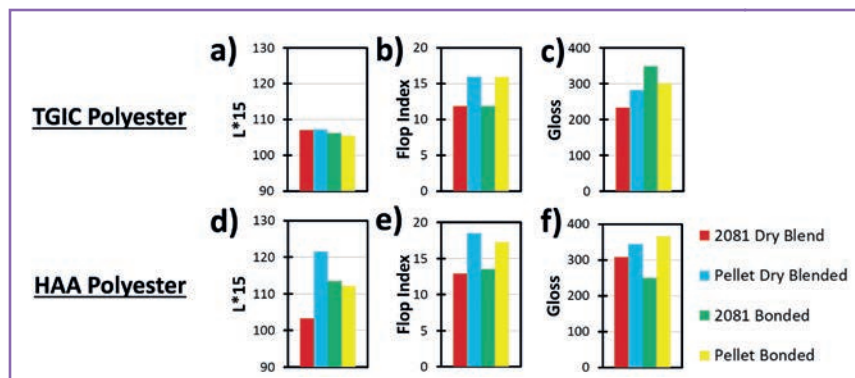 TGIC Polyester
a)
L*15
130
120
110
100
90
b)
Flop Index
20
15
10
5
0
c)
Gloss
400
300
200
100
0
HAA Polyester
d)
L*15
130
120
110
100
90
e)
Flop Index
20
15
10
5
0
f)
Gloss
400
300
200
100
0
2081 Dry Blend
Pellet Dry Blended
2081 Bonded
Pellet Bonded